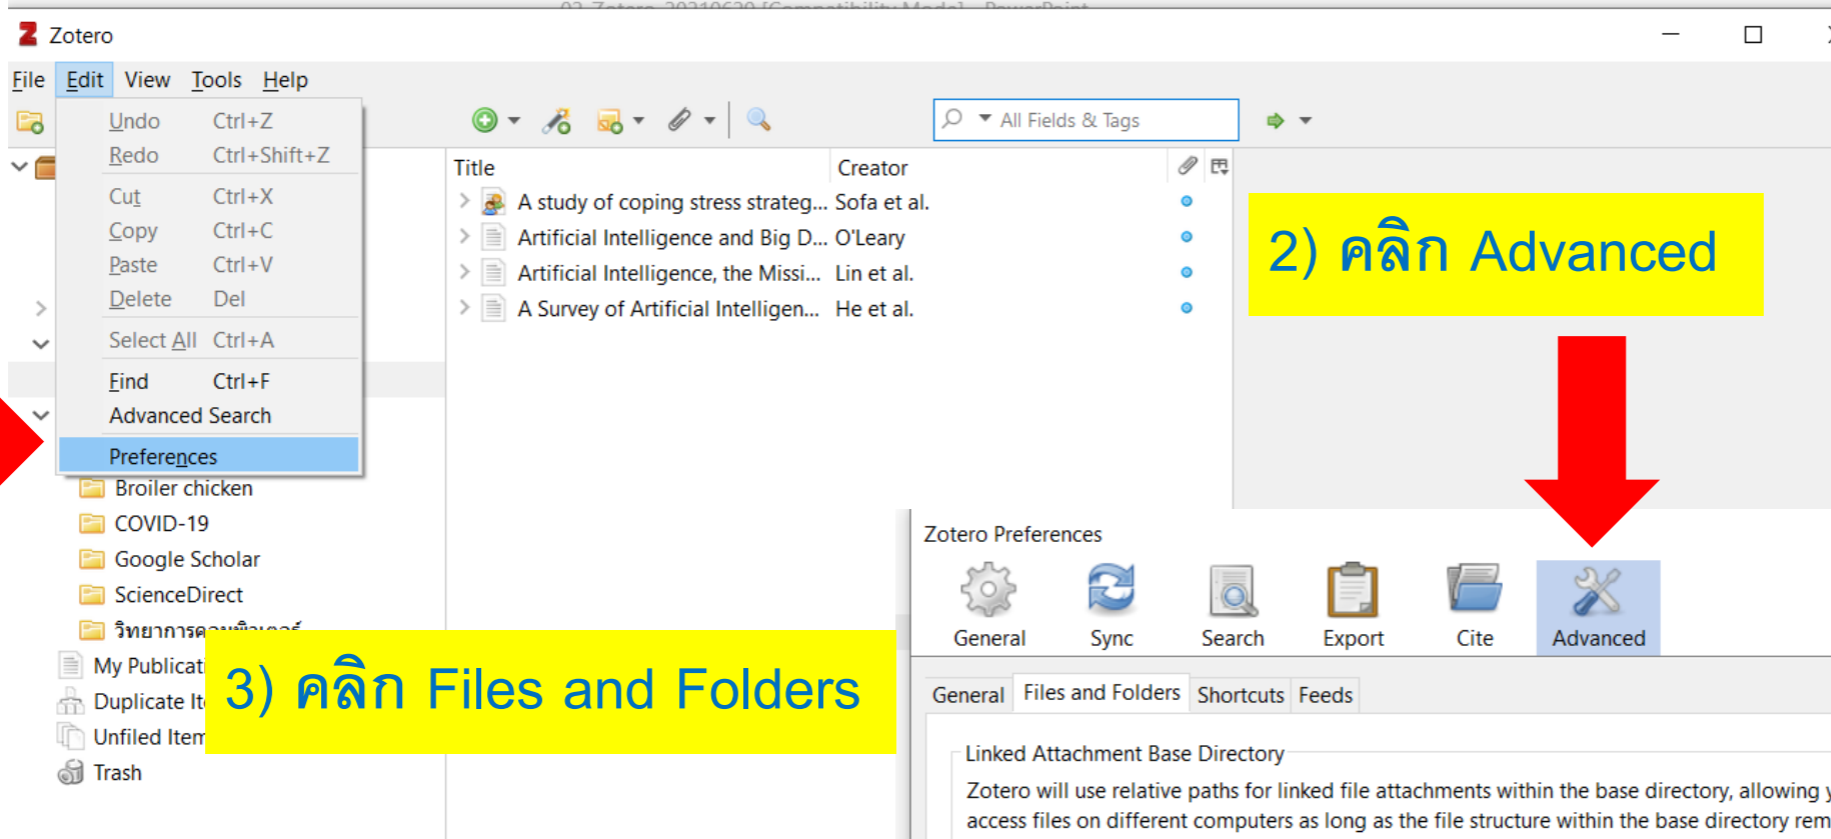 Zotero
File Edit View Tools Help
Undo Ctrl+Z
Redo Ctrl+Shift+Z
Cut Ctrl+X
Copy Ctrl+C
Paste Ctrl+V
Delete Del
Select All Ctrl+A
Find Ctrl+F
Advanced Search
Preferences
Broiler chicken
COVID-19
Google Scholar
ScienceDirect
My Publicati
Duplicate It
Unfiled Item
Trash
All Fields & Tags
Title Creator
A study of coping stress strateg... Sofa et al.
Artificial Intelligence and Big D... O'Leary
Artificial Intelligence, the Missi... Lin et al.
A Survey of Artificial Intelligen... He et al.
2) คลิก Advanced
3) คลิก Files and Folders
Zotero Preferences
General Sync Search Export Cite Advanced
General Files and Folders Shortcuts Feeds
Linked Attachment Base Directory
Zotero will use relative paths for linked file attachments within the base directory, allowing y
access files on different computers as long as the file structure within the base directory rem